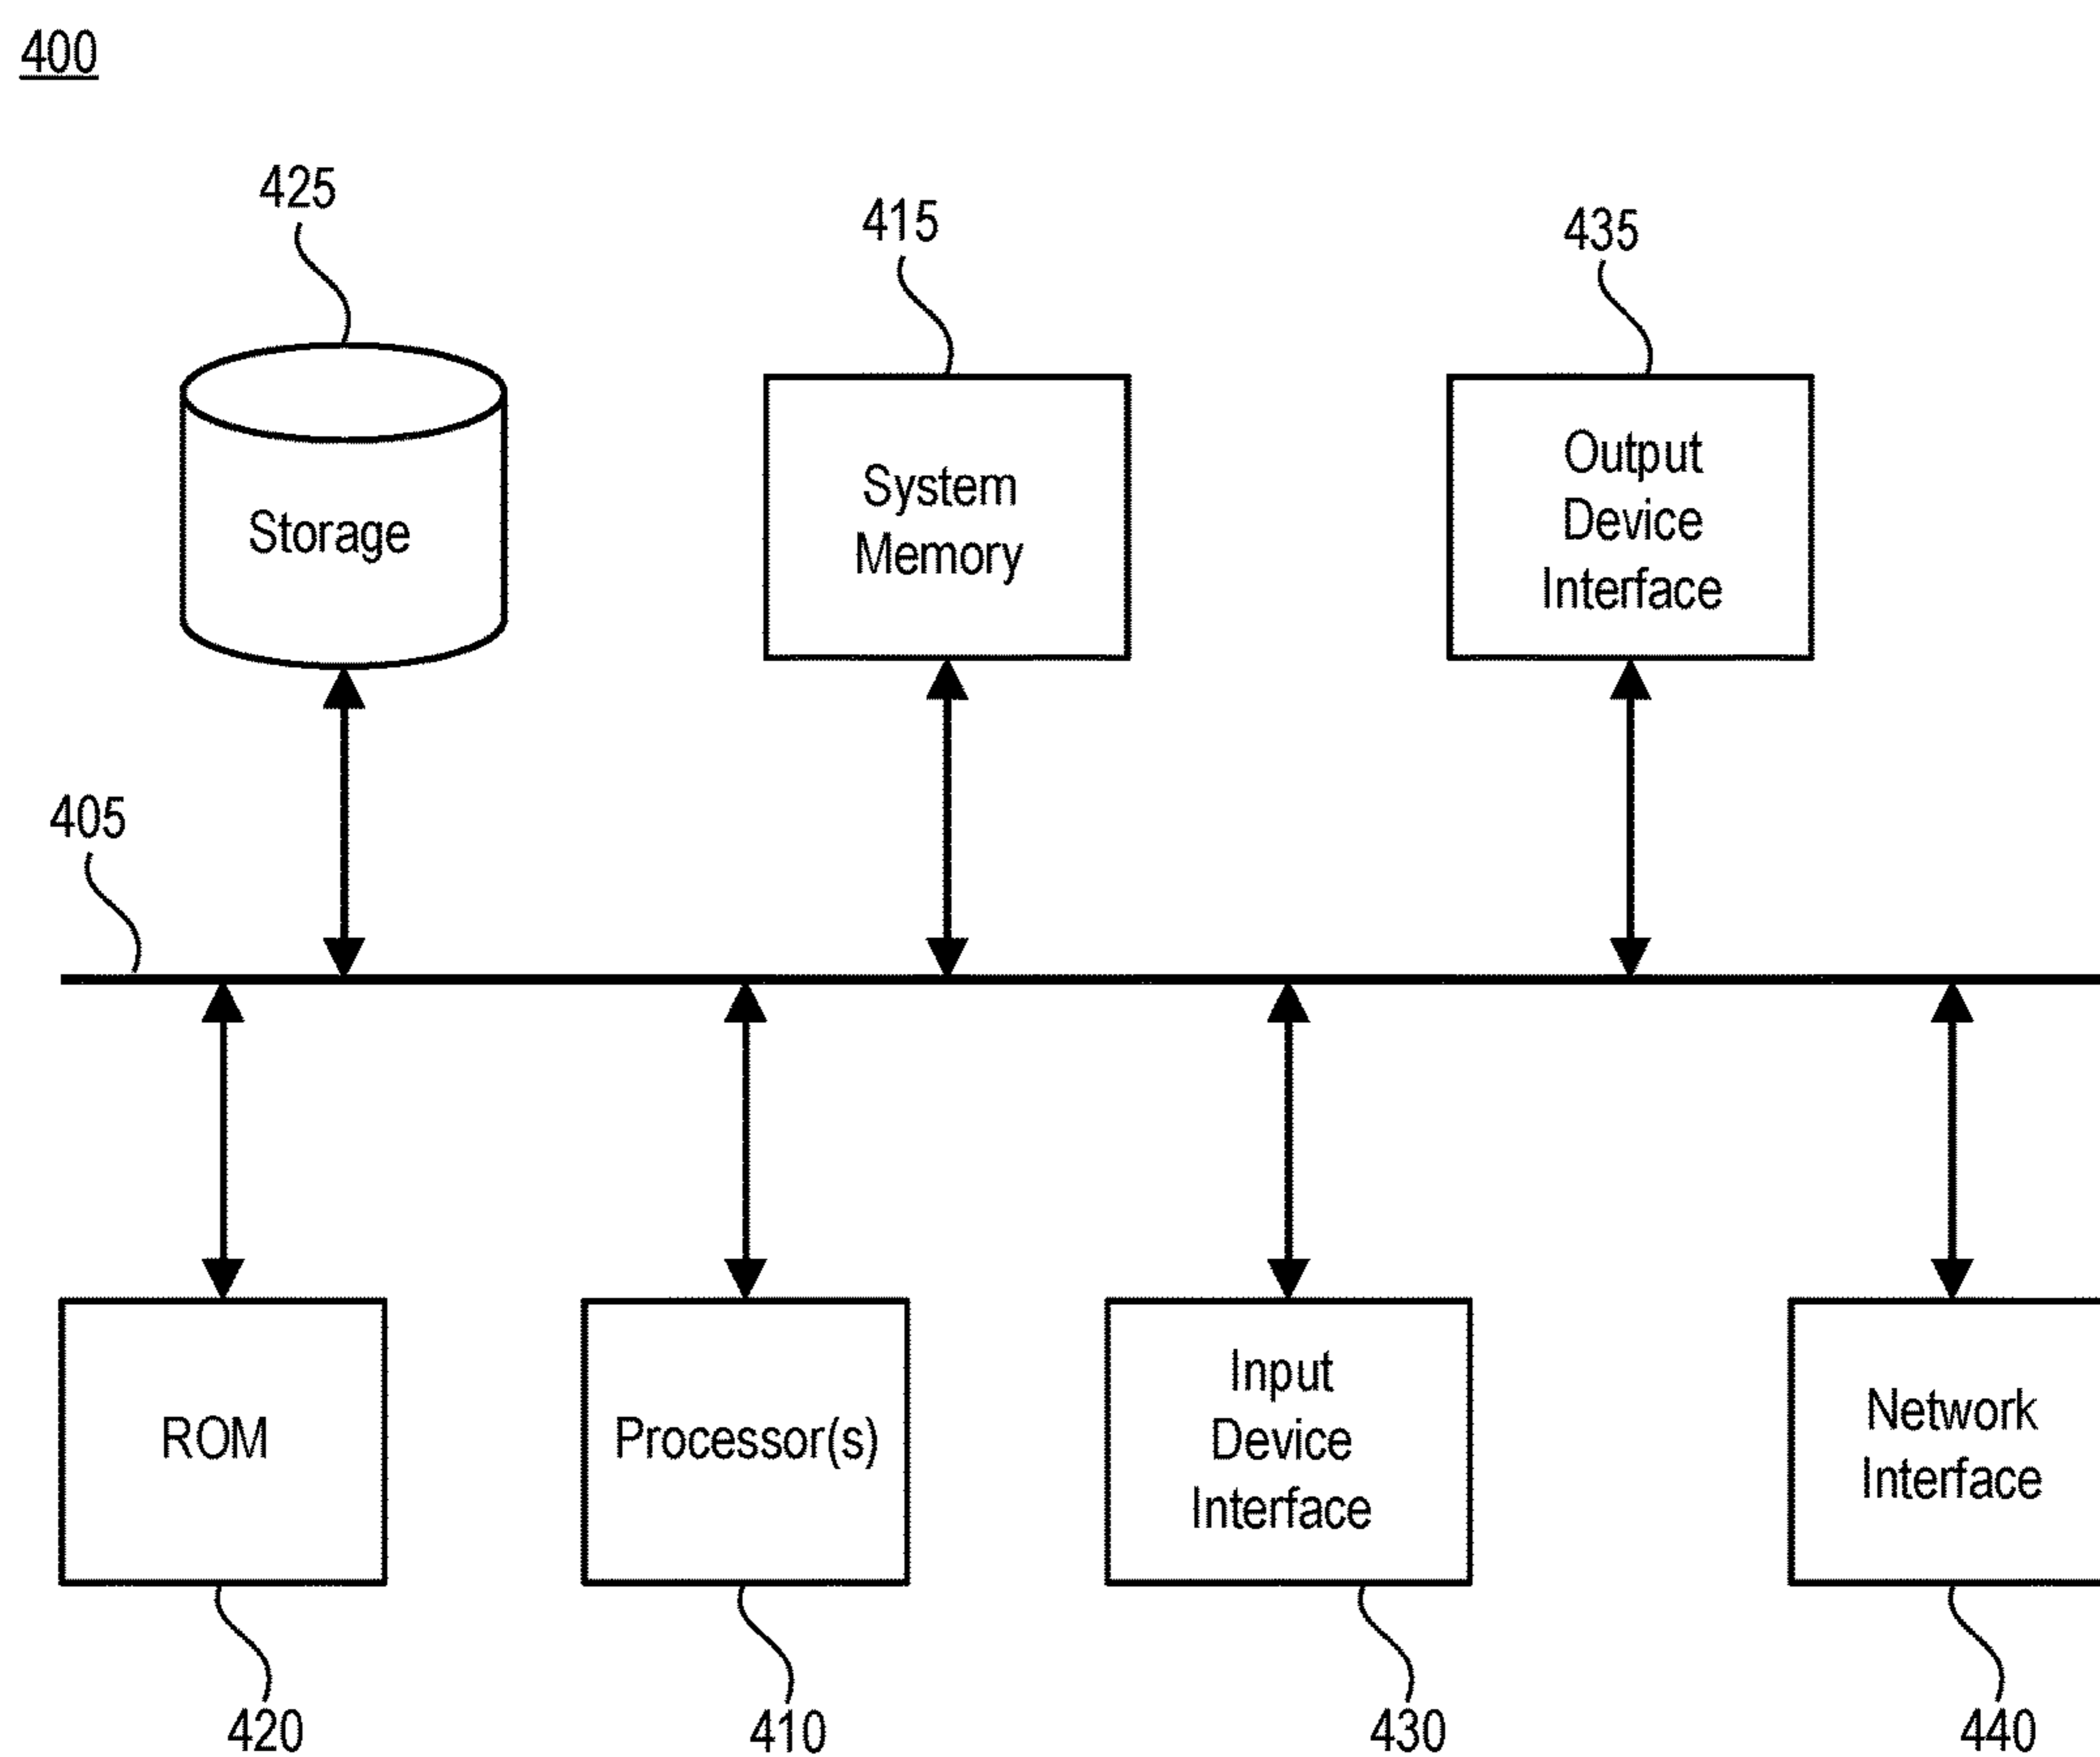 400
425
415
435
Storage
System
Memory
Output
Device
Interface
405
ROM
Processor(s)
Input
Device
Interface
Network
Interface
420
410
430
440